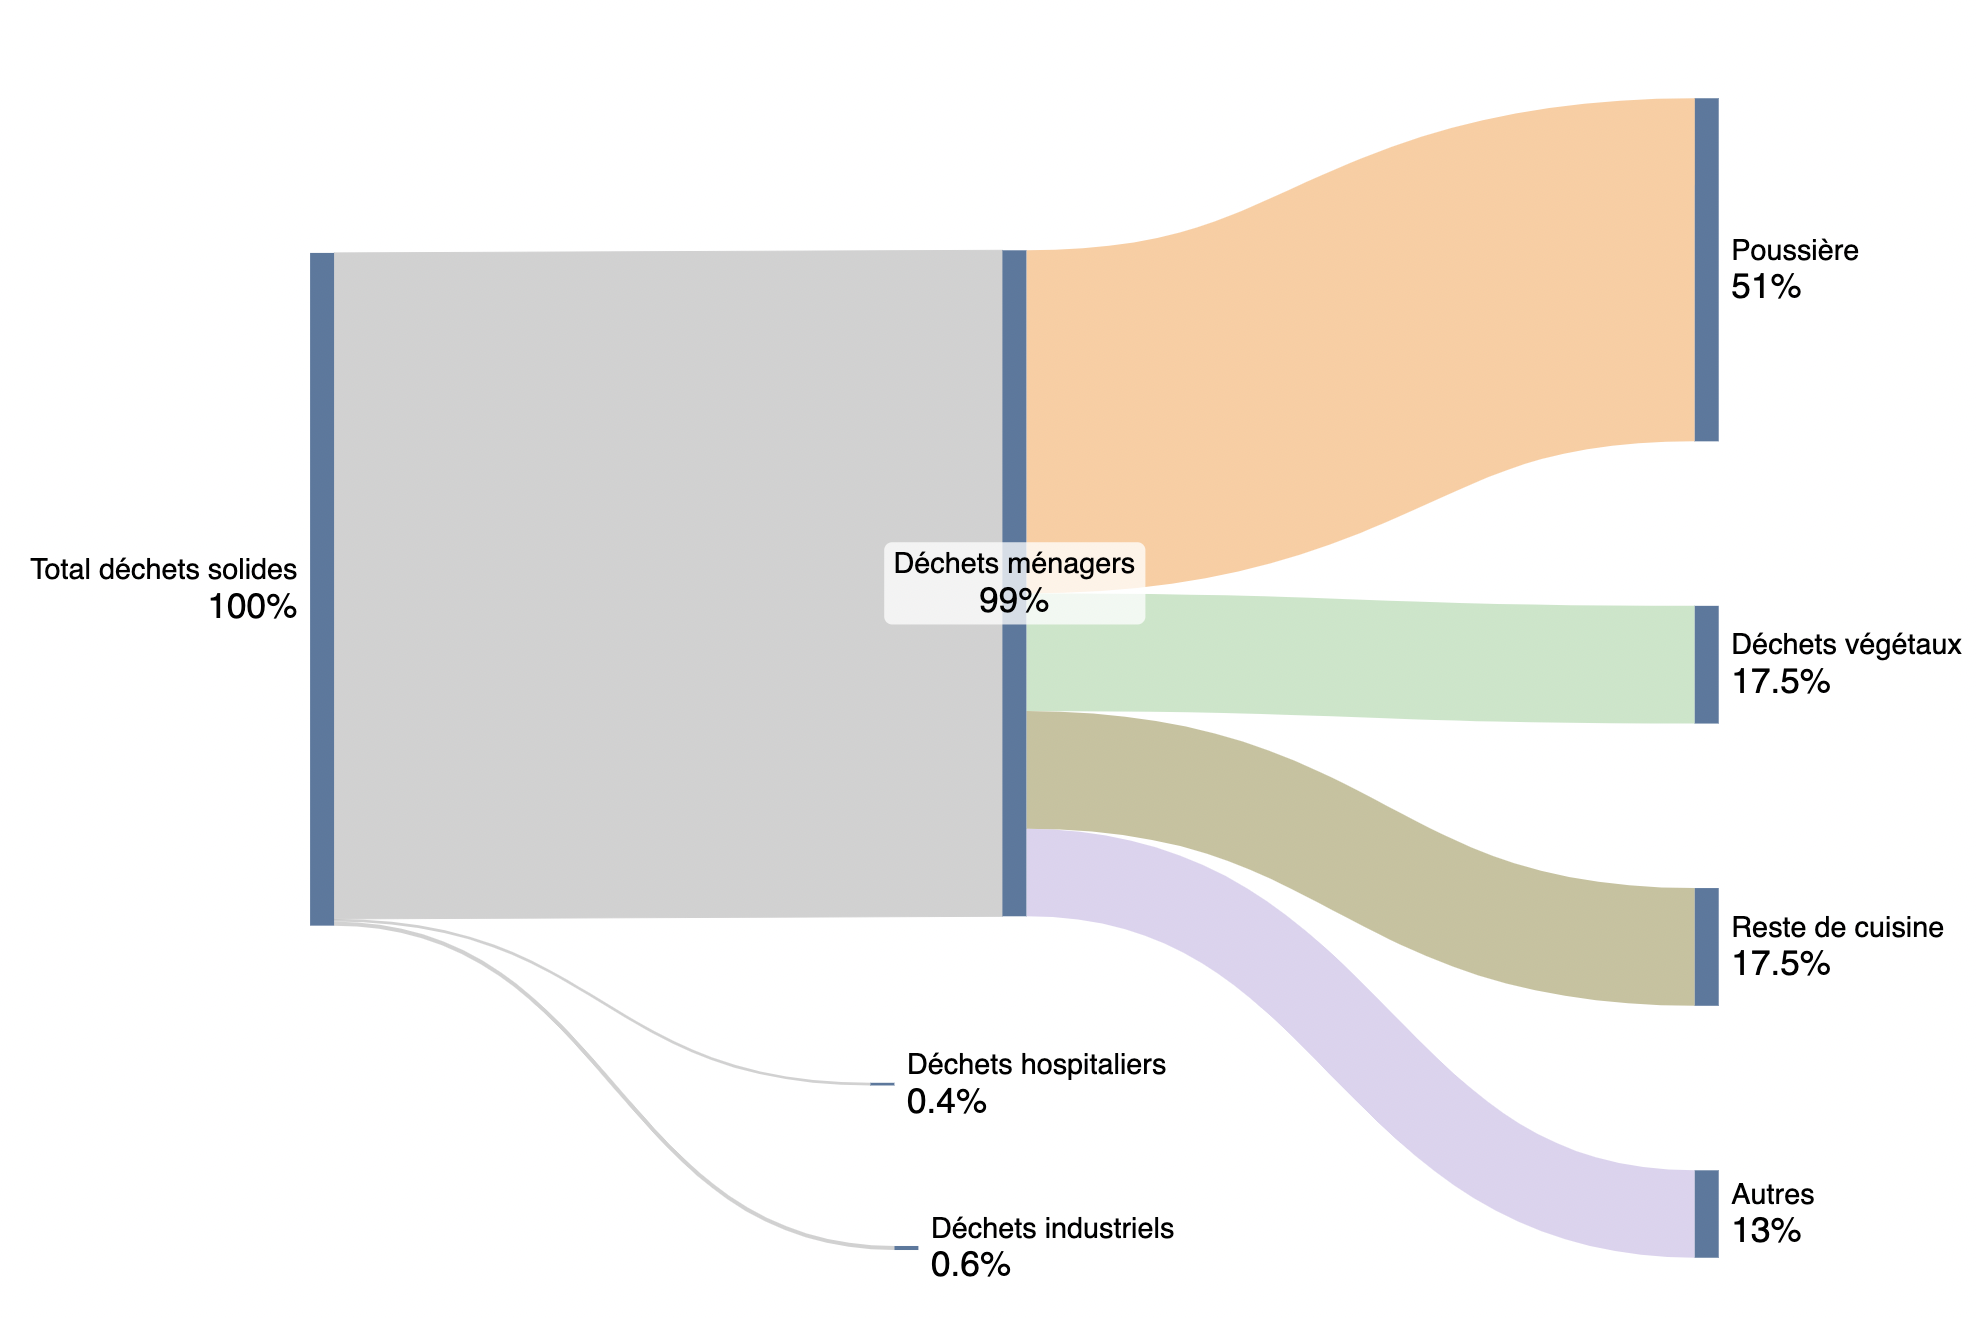 Total déchets solides
100%
Déchets ménagers
99%
Déchets hospitaliers
0.4%
Déchets industriels
0.6%
Poussière
51%
Déchets végétaux
17.5%
Reste de cuisine
17.5%
Autres
13%